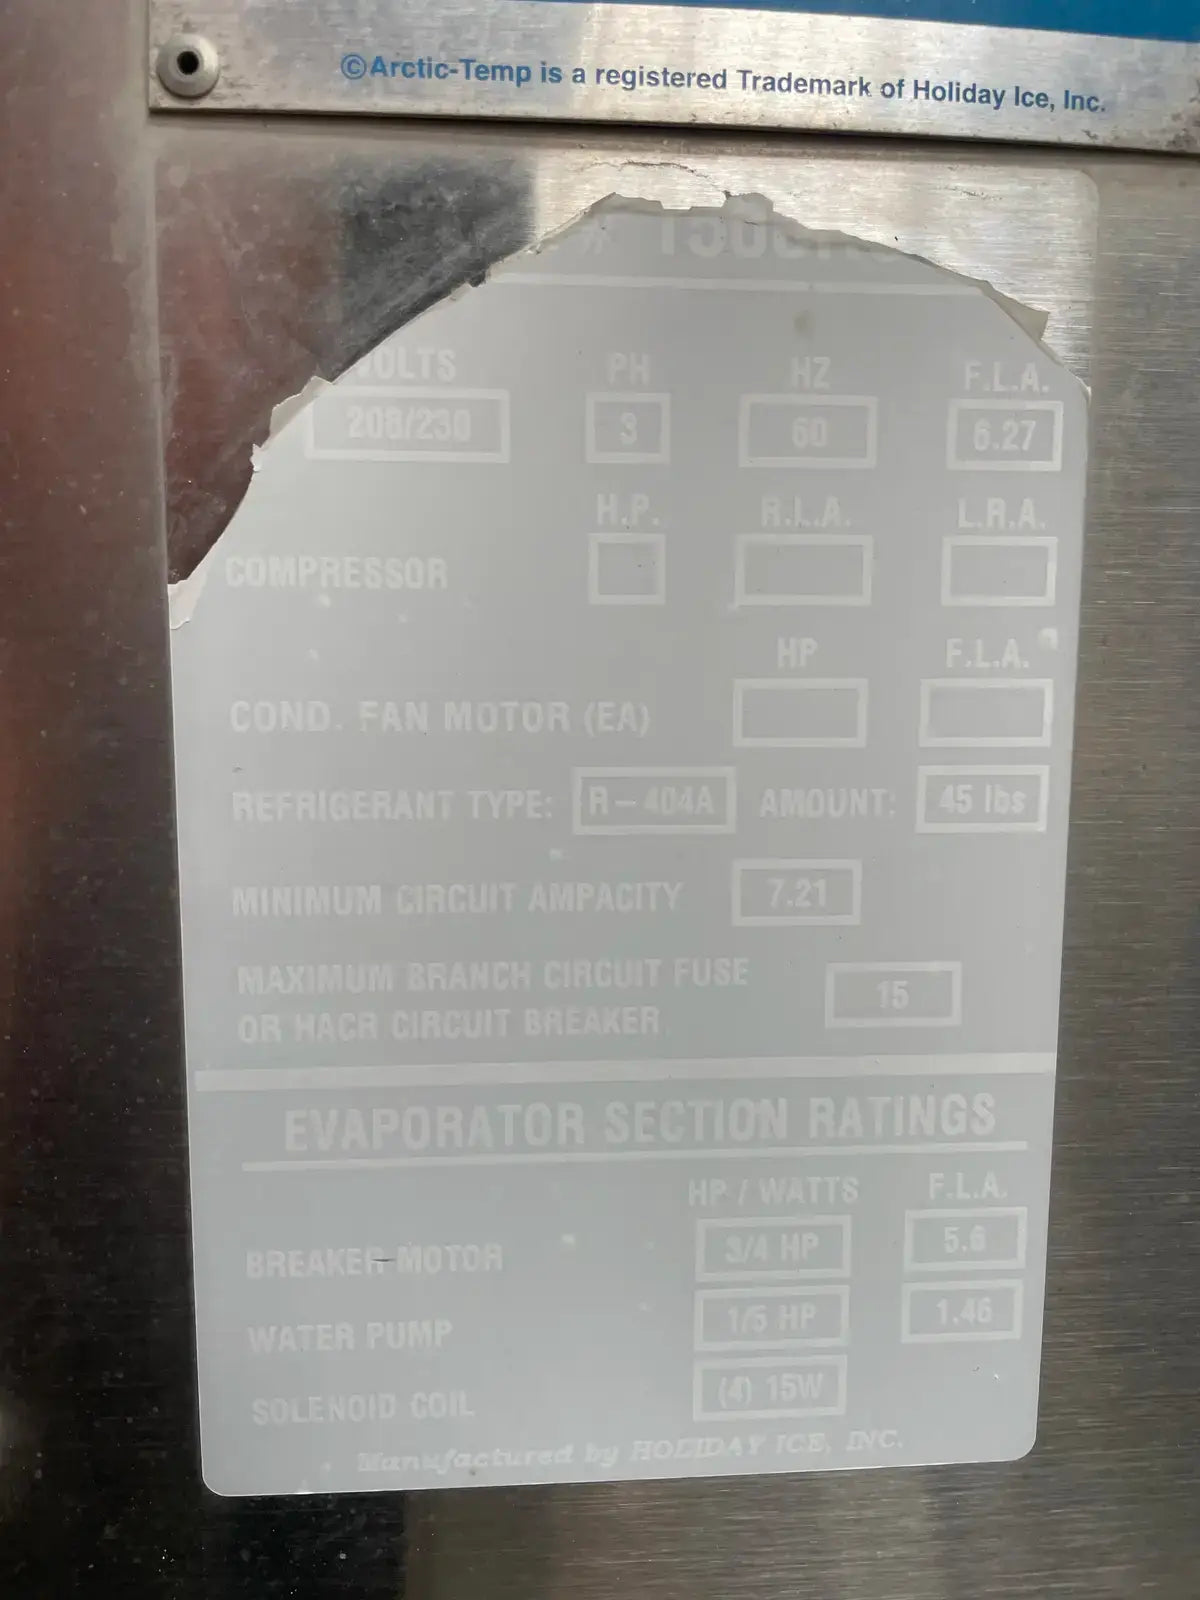 ©Arctic-Temp is a registered Trademark of Holiday Ice, Inc.
VOLTS PH HZ F.L.A.
208/230 3 60 6.27
H.P. R.L.A. L.R.A.
COMPRESSOR
HP F.L.A.
COND. FAN MOTOR (EA)
REFRIGERANT TYPE: R-404A AMOUNT: 45 lbs
MINIMUM CIRCUIT AMPACITY 7.21
MAXIMUM BRANCH CIRCUIT FUSE
OR HACR CIRCUIT BREAKER 15
EVAPORATOR SECTION RATINGS
HP / WATTS F.L.A.
BREAKER MOTOR 3/4 HP 5.6
WATER PUMP 1/5 HP 1.46
SOLENOID COIL (4) 15W
Manufactured by HOLIDAY ICE, INC.